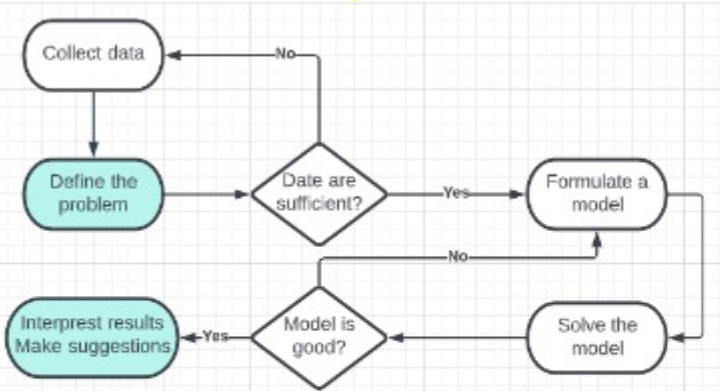 Collect data
No
Define the
problem
Date are
sufficient?
Yes
Formulate a
model
No
Interprest results
Make suggestions
Yes
Model is
good?
Solve the
model